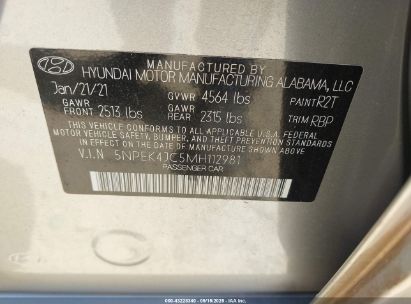 MANUFACTURED BY
HYUNDAI MOTOR MANUFACTURING ALABAMA, LLC
Jan/21/21 GVWR 4564 lbs PAINT R2T
GAWR FRONT 2513 lbs GAWR REAR 2315 lbs TRIM RBP
THIS VEHICLE CONFORMS TO ALL APPLICABLE U.S. FEDERAL
MOTOR VEHICLE SAFETY, BUMPER, AND THEFT PREVENTION STANDARDS
IN EFFECT ON THE DATE OF MANUFACTURE SHOWN ABOVE.
V.I.N 5NPEK4JC5MH112981
PASSENGER CAR